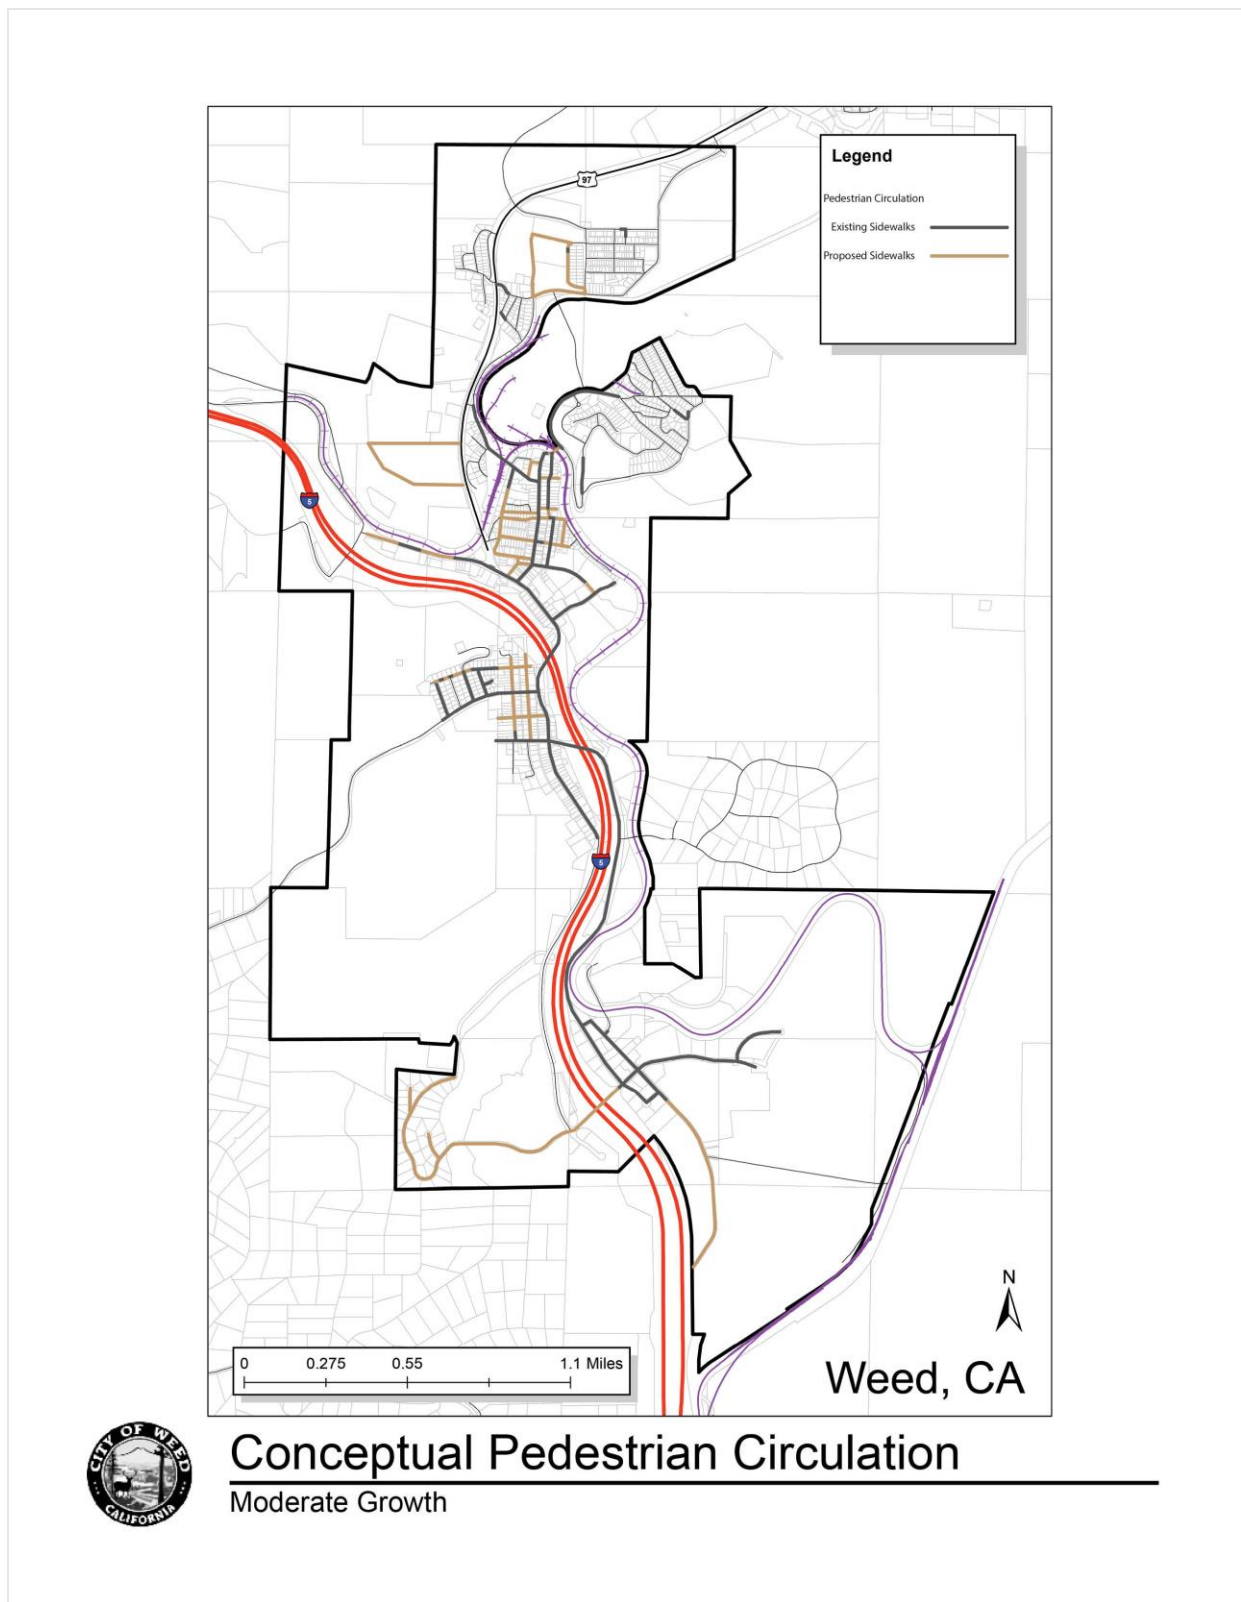 97
Legend
Pedestrian Circulation
Existing Sidewalks
Proposed Sidewalks
5
5
N
0 0.275 0.55 1.1 Miles
Weed, CA
CITY OF WEED
CALIFORNIA
Conceptual Pedestrian Circulation
Moderate Growth